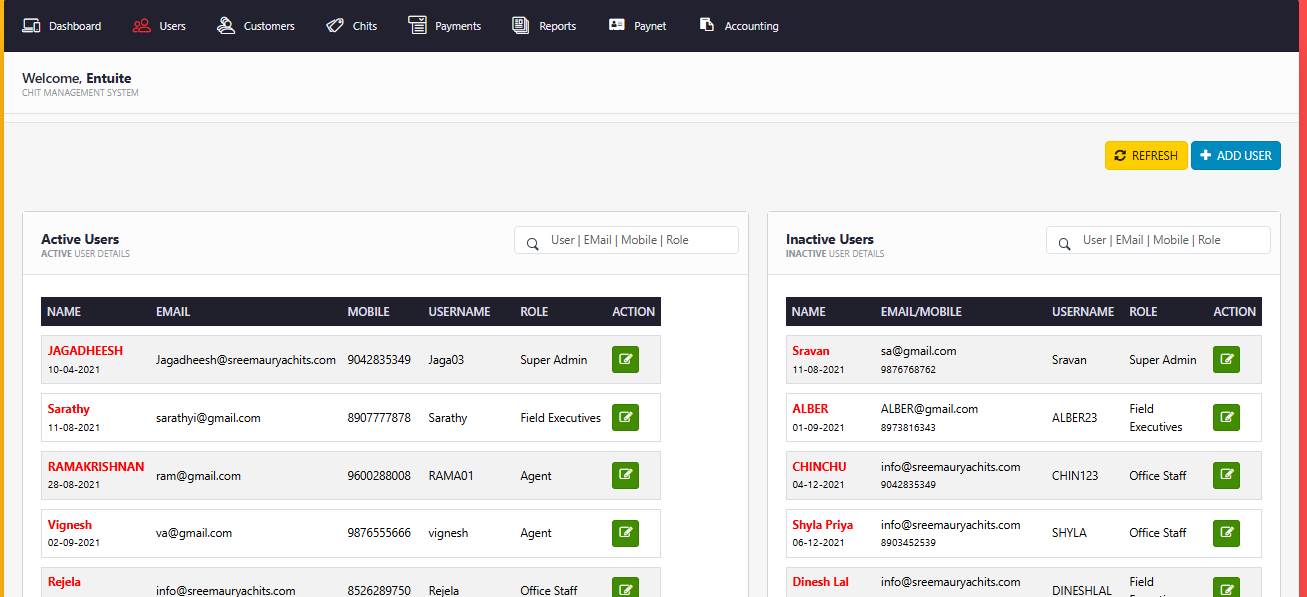 Dashboard Users Customers Chits Payments Reports Paynet Accounting
Welcome, Entuite
CHIT MANAGEMENT SYSTEM
REFRESH ADD USER
Active Users
ACTIVE USER DETAILS
User | EMail | Mobile | Role
NAME EMAIL MOBILE USERNAME ROLE ACTION
JAGADHEESH
10-04-2021
Jagadheesh@sreemauryachits.com 9042835349 Jaga03 Super Admin
Sarathy
11-08-2021
sarathyi@gmail.com 8907777878 Sarathy Field Executives
RAMAKRISHNAN
28-08-2021
ram@gmail.com 9600288008 RAMA01 Agent
Vignesh
02-09-2021
va@gmail.com 9876555666 vignesh Agent
Rejela
info@sreemauryachits.com 8526289750 Rejela Office Staff
Inactive Users
INACTIVE USER DETAILS
User | EMail | Mobile | Role
NAME EMAIL/MOBILE USERNAME ROLE ACTION
Sravan
11-08-2021
sa@gmail.com
9876768762
Sravan Super Admin
ALBER
01-09-2021
ALBER@gmail.com
8973816343
ALBER23
Field
Executives
CHINCHU
04-12-2021
info@sreemauryachits.com
9042835349
CHIN123 Office Staff
Shyla Priya
06-12-2021
info@sreemauryachits.com
8903452539
SHYLA Office Staff
Dinesh Lal
info@sreemauryachits.com
DINESHLAL
Field